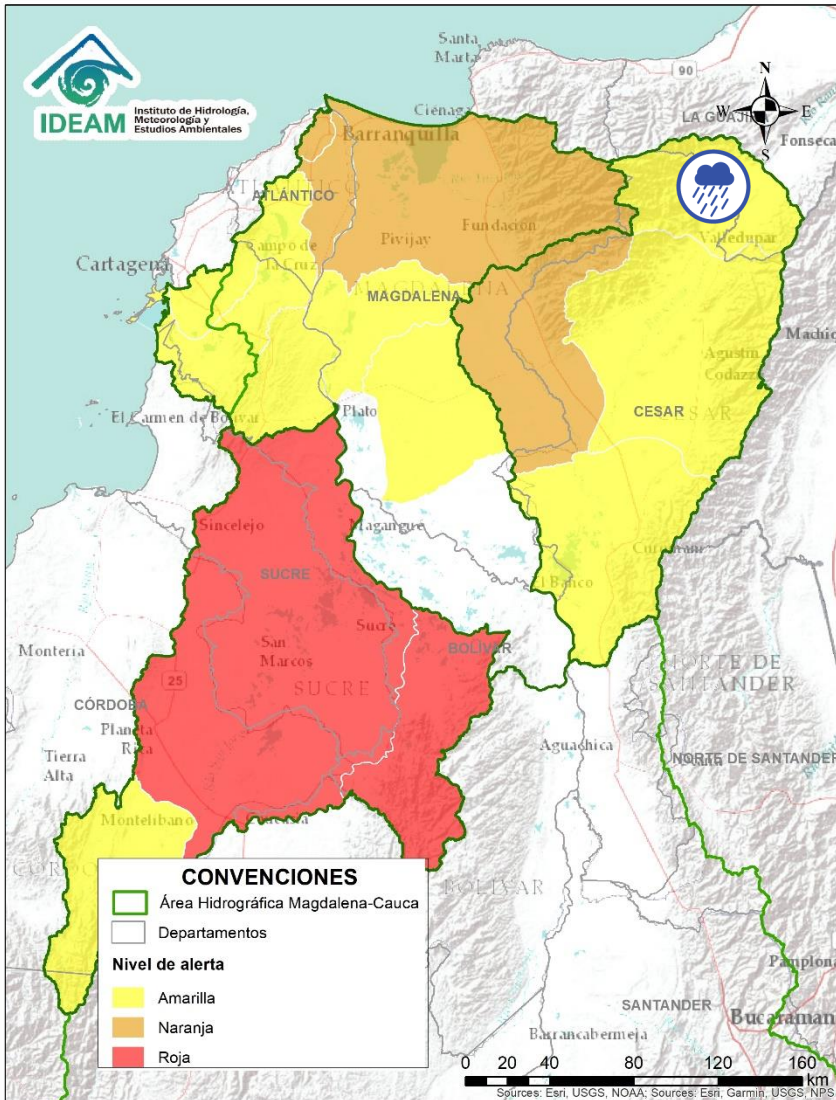 IDEAM
Instituto de Hidrología,
Meteorología y
Estudios Ambientales
Santa
Marta
90
N
W
E
S
LA GUAJIR
Fonseca
Ciénaga
Barranquilla
ATLÁNTICO
Valledupar
Fundación
Pivijay
Campo de
la Cruz
Cartagena
MAGDALENA
Machiq
Agustín
Codazzi
CESAR
El Carmen de Bolívar
Plato
Sincelejo
Magangué
SUCRE
El Banco
Sucre
BOLÍVAR
San
Marcos
Montería
SUCRE
25
NORTE DE
SANTANDER
CÓRDOBA
Planeta
Rica
Aguachica
NORTE DE SANTANDER
Tierra
Alta
Montelíbano
BOLÍVAR
CONVENCIONES
Área Hidrográfica Magdalena-Cauca
Departamentos
Nivel de alerta
Amarilla
Naranja
Roja
Pamplona
SANTANDER
Bucaraman
Barrancabermeja
0 20 40 80 120 160
km
Sources: Esri, USGS, NOAA; Sources: Esri, Garmin, USGS, NPS